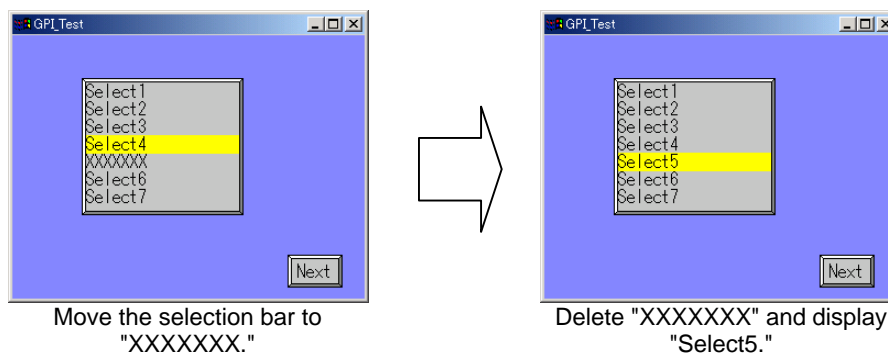 GPI_Test
Select1
Select2
Select3
Select4
XXXXXXX
Select6
Select7
Next
Move the selection bar to
"XXXXXXX."
GPI_Test
Select1
Select2
Select3
Select4
Select5
Select6
Select7
Next
Delete "XXXXXXX" and display
"Select5."